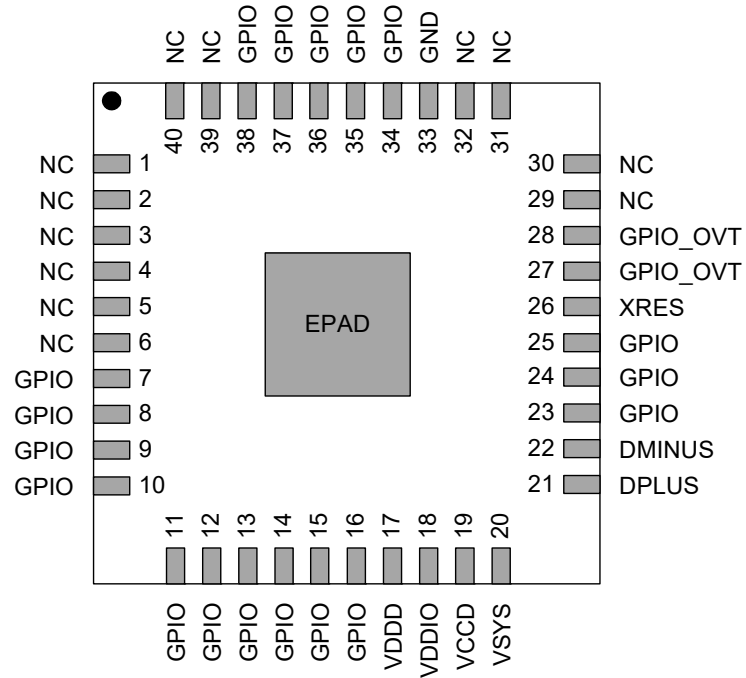 NC
NC
GPIO
GPIO
GPIO
GPIO
GPIO
GND
NC
NC
40
39
38
37
36
35
34
33
32
31
NC 1
NC 2
NC 3
NC 4
NC 5
NC 6
GPIO 7
GPIO 8
GPIO 9
GPIO 10
EPAD
30 NC
29 NC
28 GPIO_OVT
27 GPIO_OVT
26 XRES
25 GPIO
24 GPIO
23 GPIO
22 DMINUS
21 DPLUS
11
12
13
14
15
16
17
18
19
20
GPIO
GPIO
GPIO
GPIO
GPIO
GPIO
VDDD
VDDIO
VCCD
VSYS